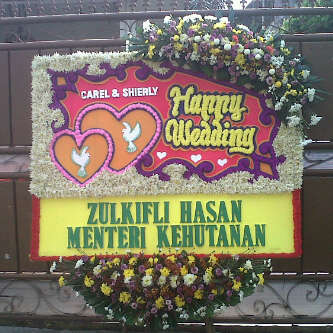 CAREL & SHIERLY
Happy
Wedding
ZULKIFLI HASAN
MENTERI KEHUTANAN